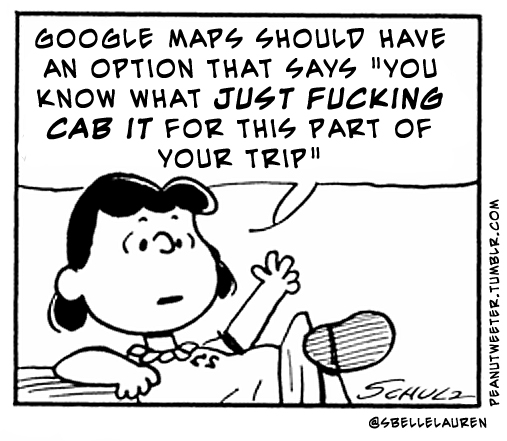 GOOGLE MAPS SHOULD HAVE
AN OPTION THAT SAYS "YOU
KNOW WHAT JUST FUCKING
CAB IT FOR THIS PART OF
YOUR TRIP"
SCHULZ
PEANUTWEETER.TUMBLR.COM
@SBELLELAUREN